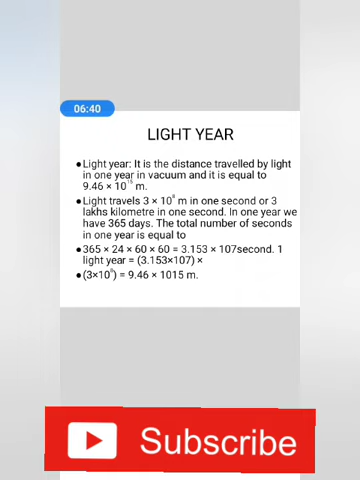 06:40
LIGHT YEAR
● Light year: It is the distance travelled by light
in one year in vacuum and it is equal to
9.46 × 10¹⁵ m.
● Light travels 3 × 10⁸ m in one second or 3
lakhs kilometre in one second. In one year we
have 365 days. The total number of seconds
in one year is equal to
● 365 × 24 × 60 × 60 = 3.153 × 107second. 1
light year = (3.153×107) ×
● (3×10⁸) = 9.46 × 1015 m.
Subscribe